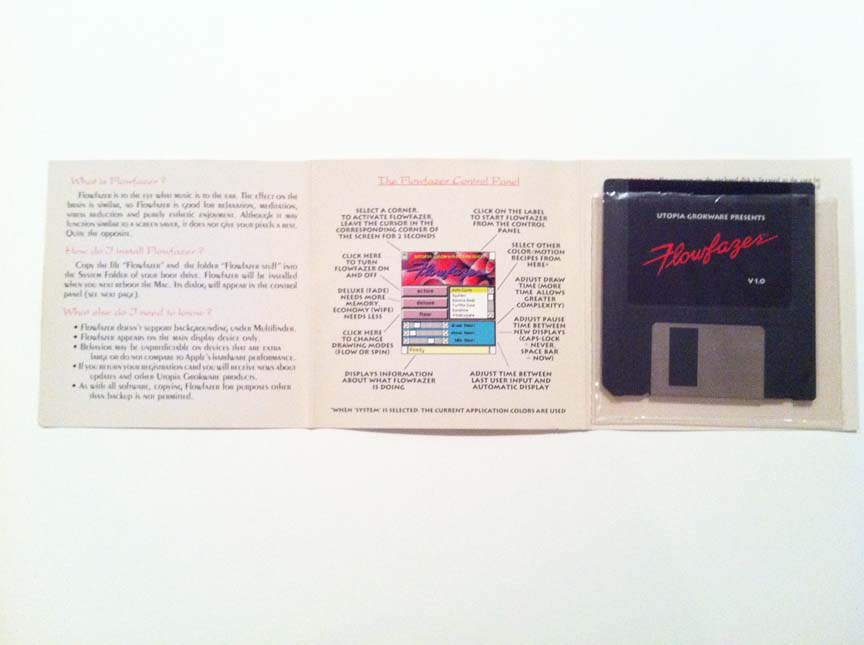 What is Flowfazer?
Flowfazer is to the eye what music is to the ear. The effect on the
brain is similar, so Flowfazer is good for relaxation, meditation,
stress reduction and purely esthetic enjoyment. Although it may
function similar to a screen saver, it does not give your pixels a rest.
Quite the opposite.
How do I install Flowfazer?
Copy the file "Flowfazer" and the folder "Flowfazer stuff" into
the System Folder of your boot drive. Flowfazer will be installed
when you next reboot the Mac. Its dialog will appear in the control
panel (see next page).
What else do I need to know?
• Flowfazer doesn't support backgrounding under Multifinder.
• Flowfazer appears on the main display device only.
• Behavior may be unpredictable on devices that are extra
large or do not compare to Apple's hardware performance.
• If you return your registration card you will receive news about
updates and other Utopia Grokware products.
• As with all software, copying Flowfazer for purposes other
than backup is not permitted.
The Flowfazer Control Panel
SELECT A CORNER.
TO ACTIVATE FLOWFAZER,
LEAVE THE CURSOR IN THE
CORRESPONDING CORNER OF
THE SCREEN FOR 2 SECONDS
CLICK ON THE LABEL
TO START FLOWFAZER
FROM THE CONTROL
PANEL
CLICK HERE
TO TURN
FLOWFAZER ON
AND OFF
SELECT OTHER
COLOR/MOTION
RECIPES FROM
HERE*
DELUXE (FADE)
NEEDS MORE
MEMORY,
ECONOMY (WIPE)
NEEDS LESS
ADJUST DRAW
TIME (MORE
TIME ALLOWS
GREATER
COMPLEXITY)
CLICK HERE
TO CHANGE
DRAWING MODES
(FLOW OR SPIN)
ADJUST PAUSE
TIME BETWEEN
NEW DISPLAYS
(CAPS-LOCK
= NEVER,
SPACE BAR
= NOW)
DISPLAYS INFORMATION
ABOUT WHAT FLOWFAZER
IS DOING
ADJUST TIME BETWEEN
LAST USER INPUT AND
AUTOMATIC DISPLAY
*WHEN 'SYSTEM' IS SELECTED THE CURRENT APPLICATION COLORS ARE USED
Flowfazer
active
deluxe
flow
Ready
UTOPIA GROKWARE PRESENTS
Flowfazer
V 1.0